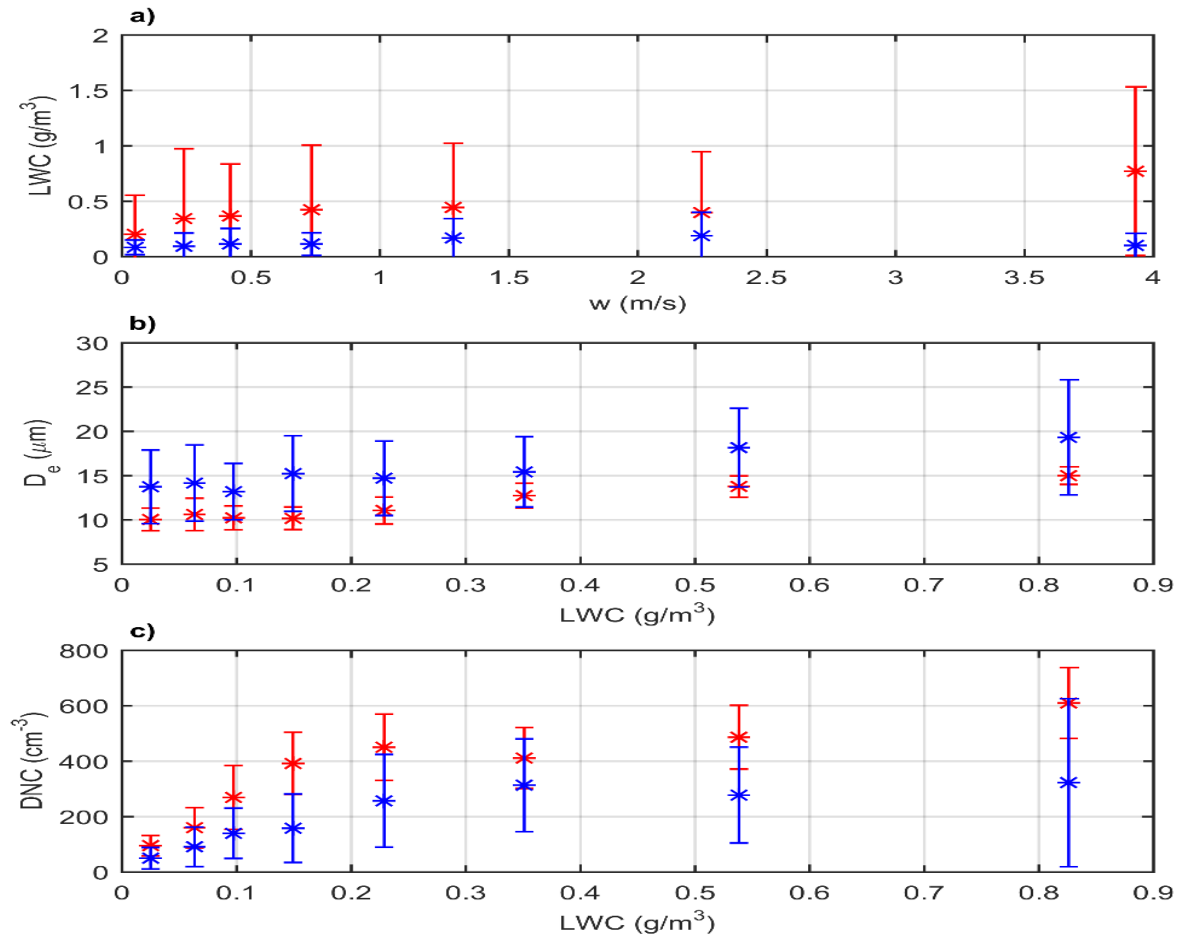 a)
2
1.5
1
0.5
0
LWC (g/m³)
0 0.5 1 1.5 2 2.5 3 3.5 4
w (m/s)
b)
30
25
20
15
10
5
D_e (μm)
0 0.1 0.2 0.3 0.4 0.5 0.6 0.7 0.8 0.9
LWC (g/m³)
c)
800
600
400
200
0
DNC (cm⁻³)
0 0.1 0.2 0.3 0.4 0.5 0.6 0.7 0.8 0.9
LWC (g/m³)